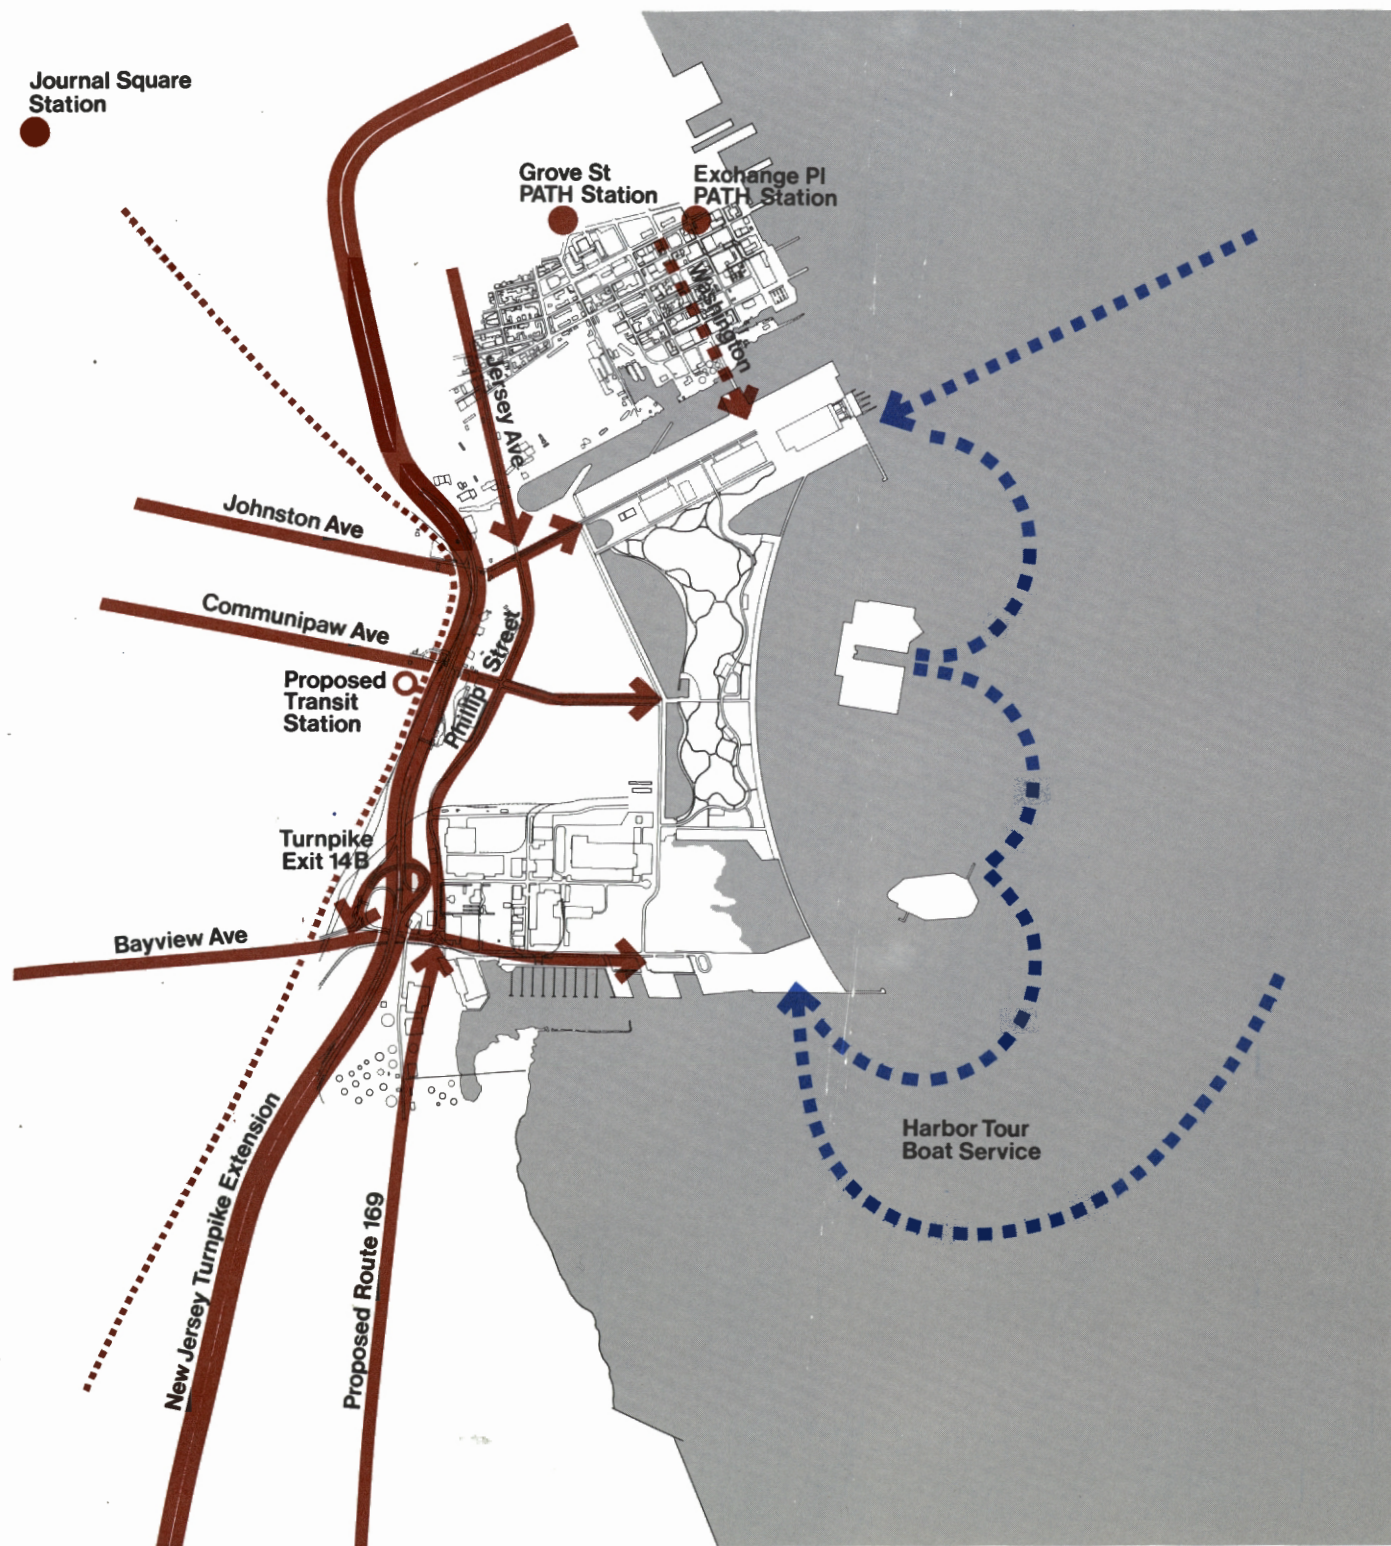 Journal Square
Station
Grove St
PATH Station
Exchange Pl
PATH Station
Washington
Jersey Ave
Johnston Ave
Communipaw Ave
Phillip Street
Proposed
Transit
Station
Turnpike
Exit 14B
Bayview Ave
New Jersey Turnpike Extension
Proposed Route 169
Harbor Tour
Boat Service